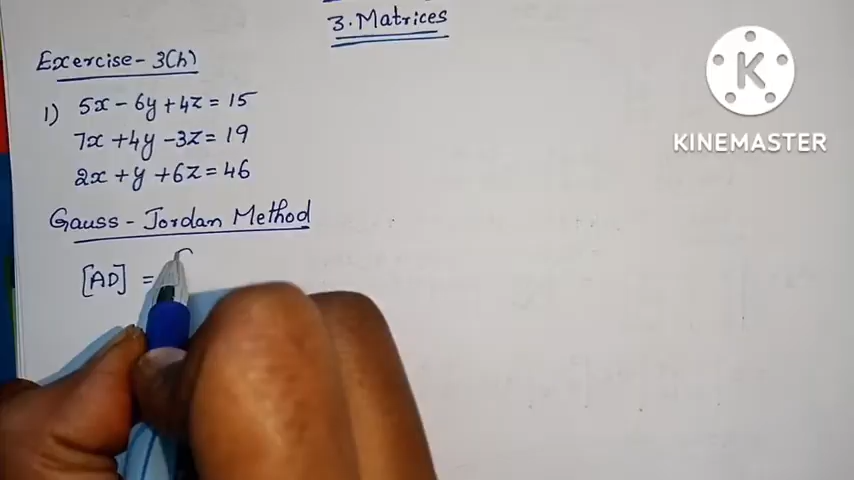 3. Matrices
Exercise - 3(h)
1) 5x - 6y + 4z = 15
7x + 4y - 3z = 19
2x + y + 6z = 46
Gauss - Jordan Method
[AD] =
KINEMASTER